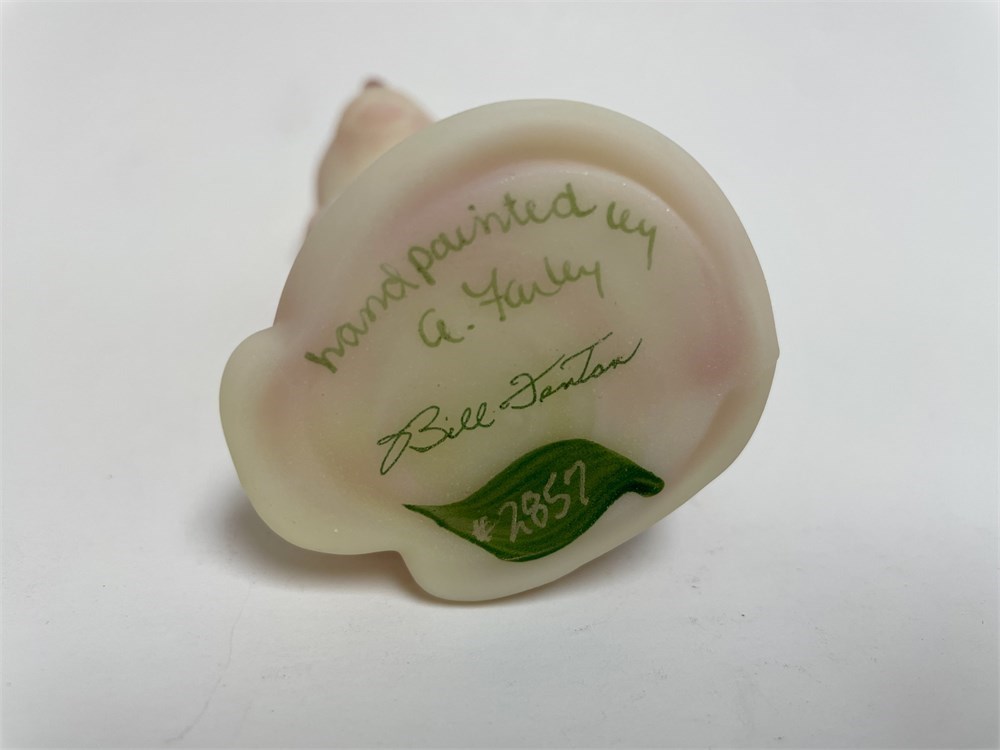 handpainted by
A. Farley
Bill Fenton
#2857